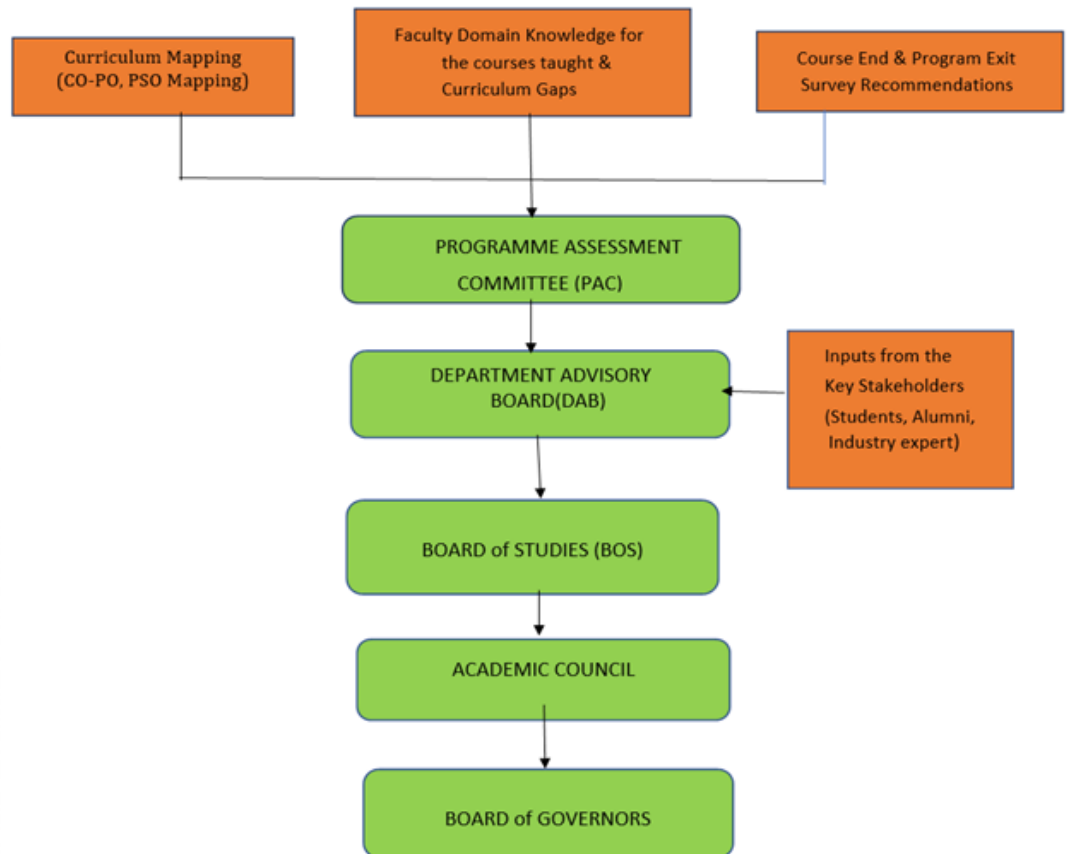 Curriculum Mapping
(CO-PO, PSO Mapping)
Faculty Domain Knowledge for
the courses taught &
Curriculum Gaps
Course End & Program Exit
Survey Recommendations
PROGRAMME ASSESSMENT
COMMITTEE (PAC)
DEPARTMENT ADVISORY
BOARD(DAB)
Inputs from the
Key Stakeholders
(Students, Alumni,
Industry expert)
BOARD of STUDIES (BOS)
ACADEMIC COUNCIL
BOARD of GOVERNORS